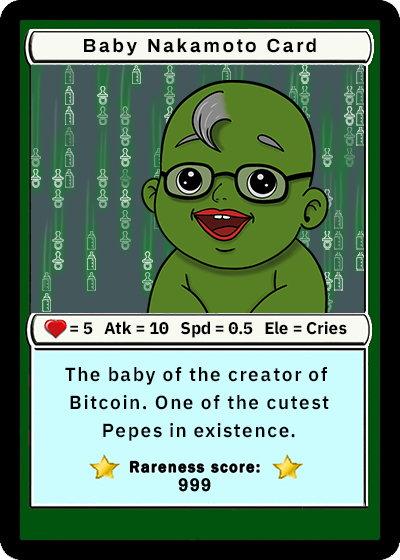 Baby Nakamoto Card
= 5 Atk = 10 Spd = 0.5 Ele = Cries
The baby of the creator of
Bitcoin. One of the cutest
Pepes in existence.
Rareness score:
999